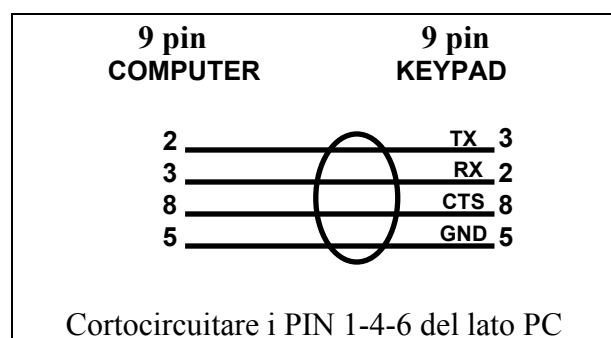 9 pin 9 pin
COMPUTER KEYPAD
2 TX 3
3 RX 2
8 CTS 8
5 GND 5
Cortocircuitare i PIN 1-4-6 del lato PC